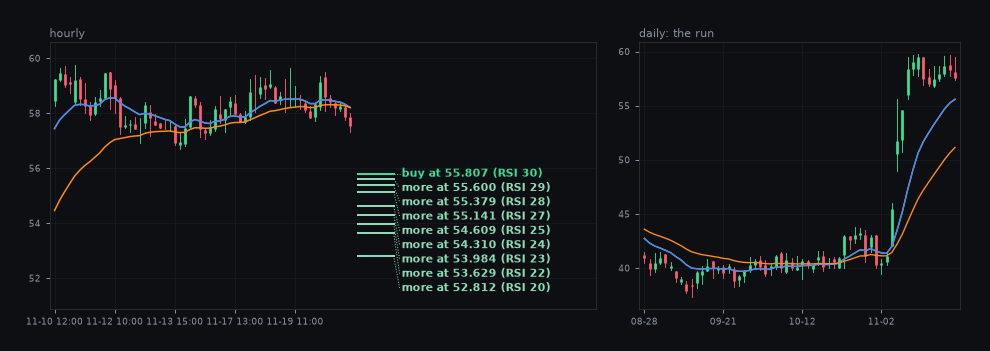 hourly
60
58
56
54
52
11-10 12:00 11-12 10:00 11-13 15:00 11-17 13:00 11-19 11:00
buy at 55.807 (RSI 30)
more at 55.600 (RSI 29)
more at 55.379 (RSI 28)
more at 55.141 (RSI 27)
more at 54.609 (RSI 25)
more at 54.310 (RSI 24)
more at 53.984 (RSI 23)
more at 53.629 (RSI 22)
more at 52.812 (RSI 20)
daily: the run
60
55
50
45
40
08-28 09-21 10-12 11-02